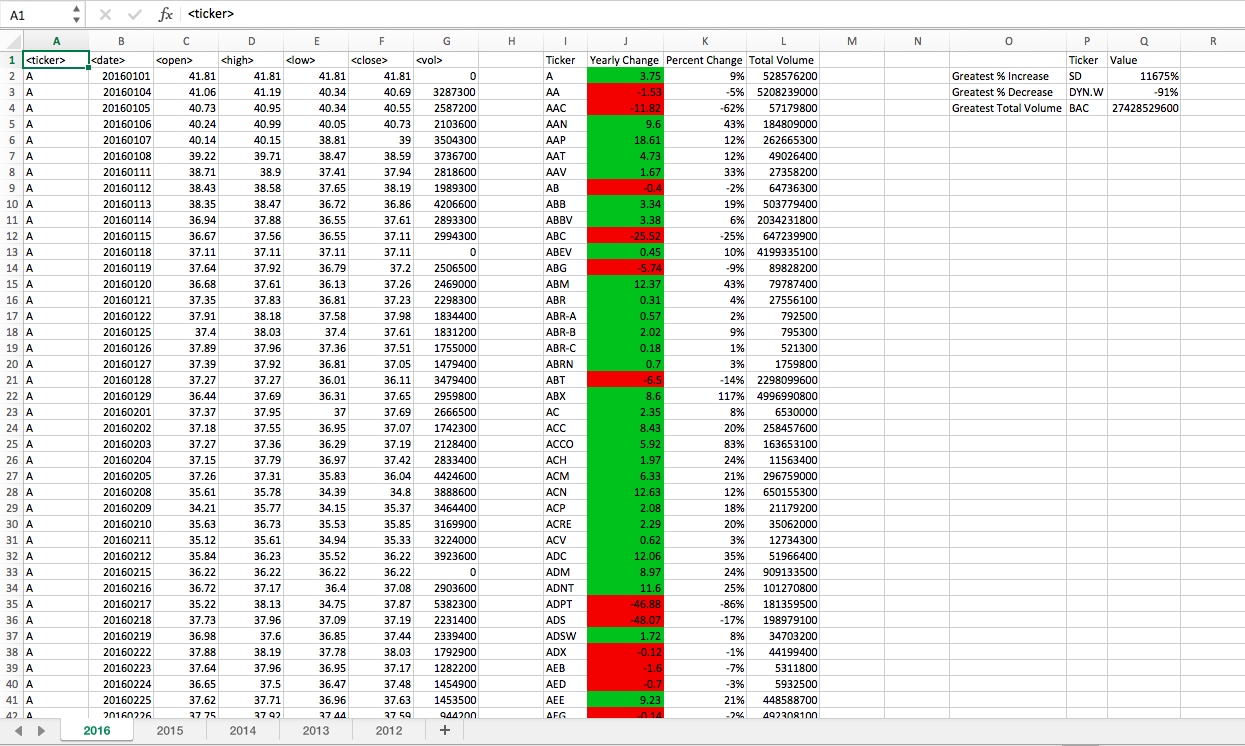 A1 fx <ticker>
A B C D E F G H I J K L M N O P Q R
1 <ticker> <date> <open> <high> <low> <close> <vol> Ticker Yearly Change Percent Change Total Volume Ticker Value
2 A 20160101 41.81 41.81 41.81 41.81 0 A 3.75 9% 528576200 Greatest % Increase SD 11675%
3 A 20160104 41.06 41.19 40.34 40.69 3287300 AA -1.53 -5% 5208239000 Greatest % Decrease DYN.W -91%
4 A 20160105 40.73 40.95 40.34 40.55 2587200 AAC -11.82 -62% 57179800 Greatest Total Volume BAC 27428529600
5 A 20160106 40.24 40.99 40.05 40.73 2103600 AAN 9.6 43% 184809000
6 A 20160107 40.14 40.15 38.81 39 3504300 AAP 18.61 12% 262665300
7 A 20160108 39.22 39.71 38.47 38.59 3736700 AAT 4.73 12% 49026400
8 A 20160111 38.71 38.9 37.41 37.94 2818600 AAV 1.67 33% 27358200
9 A 20160112 38.43 38.58 37.65 38.19 1989300 AB -0.4 -2% 64736300
10 A 20160113 38.35 38.47 36.72 36.86 4206600 ABB 3.34 19% 503779400
11 A 20160114 36.94 37.88 36.55 37.61 2893300 ABBV 3.38 6% 2034231800
12 A 20160115 36.67 37.56 36.55 37.11 2994300 ABC -25.52 -25% 647239900
13 A 20160118 37.11 37.11 37.11 37.11 0 ABEV 0.45 10% 4199335100
14 A 20160119 37.64 37.92 36.79 37.2 2506500 ABG -5.74 -9% 89828200
15 A 20160120 36.68 37.61 36.13 37.26 2469000 ABM 12.37 43% 79787400
16 A 20160121 37.35 37.83 36.81 37.23 2298300 ABR 0.31 4% 27556100
17 A 20160122 37.91 38.18 37.58 37.98 1834400 ABR-A 0.57 2% 792500
18 A 20160125 37.4 38.03 37.4 37.61 1831200 ABR-B 2.02 9% 795300
19 A 20160126 37.89 37.96 37.36 37.51 1755000 ABR-C 0.18 1% 521300
20 A 20160127 37.39 37.92 36.81 37.05 1479400 ABRN 0.7 3% 1759800
21 A 20160128 37.27 37.27 36.01 36.11 3479400 ABT -6.5 -14% 2298099600
22 A 20160129 36.44 37.69 36.31 37.65 2959800 ABX 8.6 117% 4996990800
23 A 20160201 37.37 37.95 37 37.69 2666500 AC 2.35 8% 6530000
24 A 20160202 37.18 37.55 36.95 37.07 1742300 ACC 8.43 20% 258457600
25 A 20160203 37.27 37.36 36.29 37.19 2128400 ACCO 5.92 83% 163653100
26 A 20160204 37.15 37.79 36.97 37.42 2833400 ACH 1.97 24% 11563400
27 A 20160205 37.26 37.31 35.83 36.04 4424600 ACM 6.33 21% 296759000
28 A 20160208 35.61 35.78 34.39 34.8 3888600 ACN 12.63 12% 650155300
29 A 20160209 34.21 35.77 34.15 35.37 3464400 ACP 2.08 18% 21179200
30 A 20160210 35.63 36.73 35.53 35.85 3169900 ACRE 2.29 20% 35062000
31 A 20160211 35.12 35.61 34.94 35.33 3224000 ACV 0.62 3% 12734300
32 A 20160212 35.84 36.23 35.52 36.22 3923600 ADC 12.06 35% 51966400
33 A 20160215 36.22 36.22 36.22 36.22 0 ADM 8.97 24% 909133500
34 A 20160216 36.72 37.17 36.4 37.08 2903600 ADNT 11.6 25% 101270800
35 A 20160217 35.22 38.13 34.75 37.87 5382300 ADPT -46.88 -86% 181359500
36 A 20160218 37.73 37.96 37.09 37.19 2231400 ADS -48.07 -17% 198979100
37 A 20160219 36.98 37.6 36.85 37.44 2339400 ADSW 1.72 8% 34703200
38 A 20160222 37.88 38.19 37.78 38.03 1792900 ADX -0.12 -1% 44199400
39 A 20160223 37.64 37.96 36.95 37.17 1282200 AEB -1.6 -7% 5311800
40 A 20160224 36.65 37.5 36.47 37.48 1454900 AED -0.7 -3% 5932500
41 A 20160225 37.62 37.71 36.96 37.63 1453500 AEE 9.23 21% 448588700
42 A 20160226 37.75 37.92 37.44 37.59 944200 AEG -0.14 -2% 492308100
2016 2015 2014 2013 2012 +